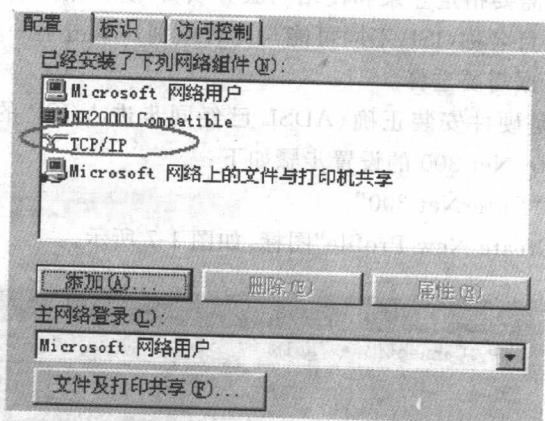 配置 标识 访问控制
已经安装了下列网络组件(N):
Microsoft 网络用户
NE2000 Compatible
TCP/IP
Microsoft 网络上的文件与打印机共享
添加(A)... 删除(E) 属性(R)
主网络登录(L):
Microsoft 网络用户
文件及打印共享(F)...